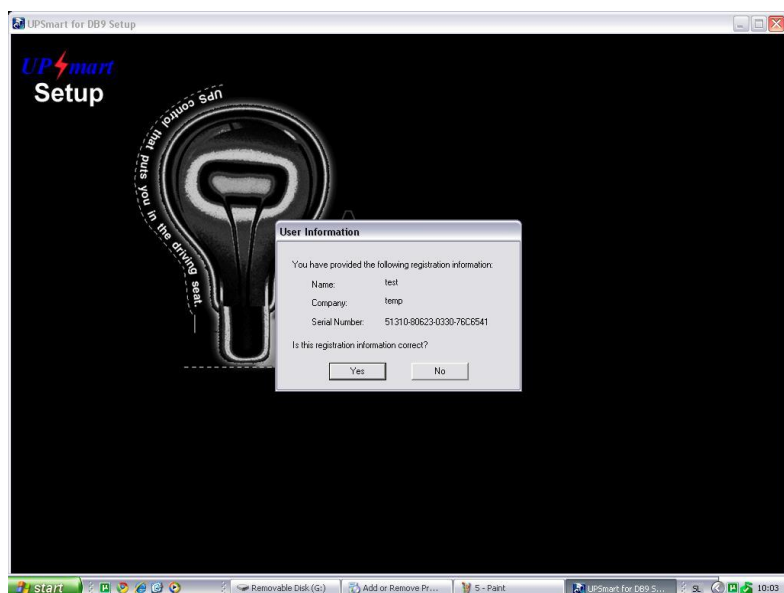 UPSmart for DB9 Setup
UPSmart
Setup
UPS control that puts you in the driving seat.
User Information
You have provided the following registration information:
Name: test
Company: temp
Serial Number: 51310-80623-0330-76C6541
Is this registration information correct?
Yes No
start Removable Disk (G:) Add or Remove Pr... 5 - Paint UPSmart for DB9 S... SL 10:03